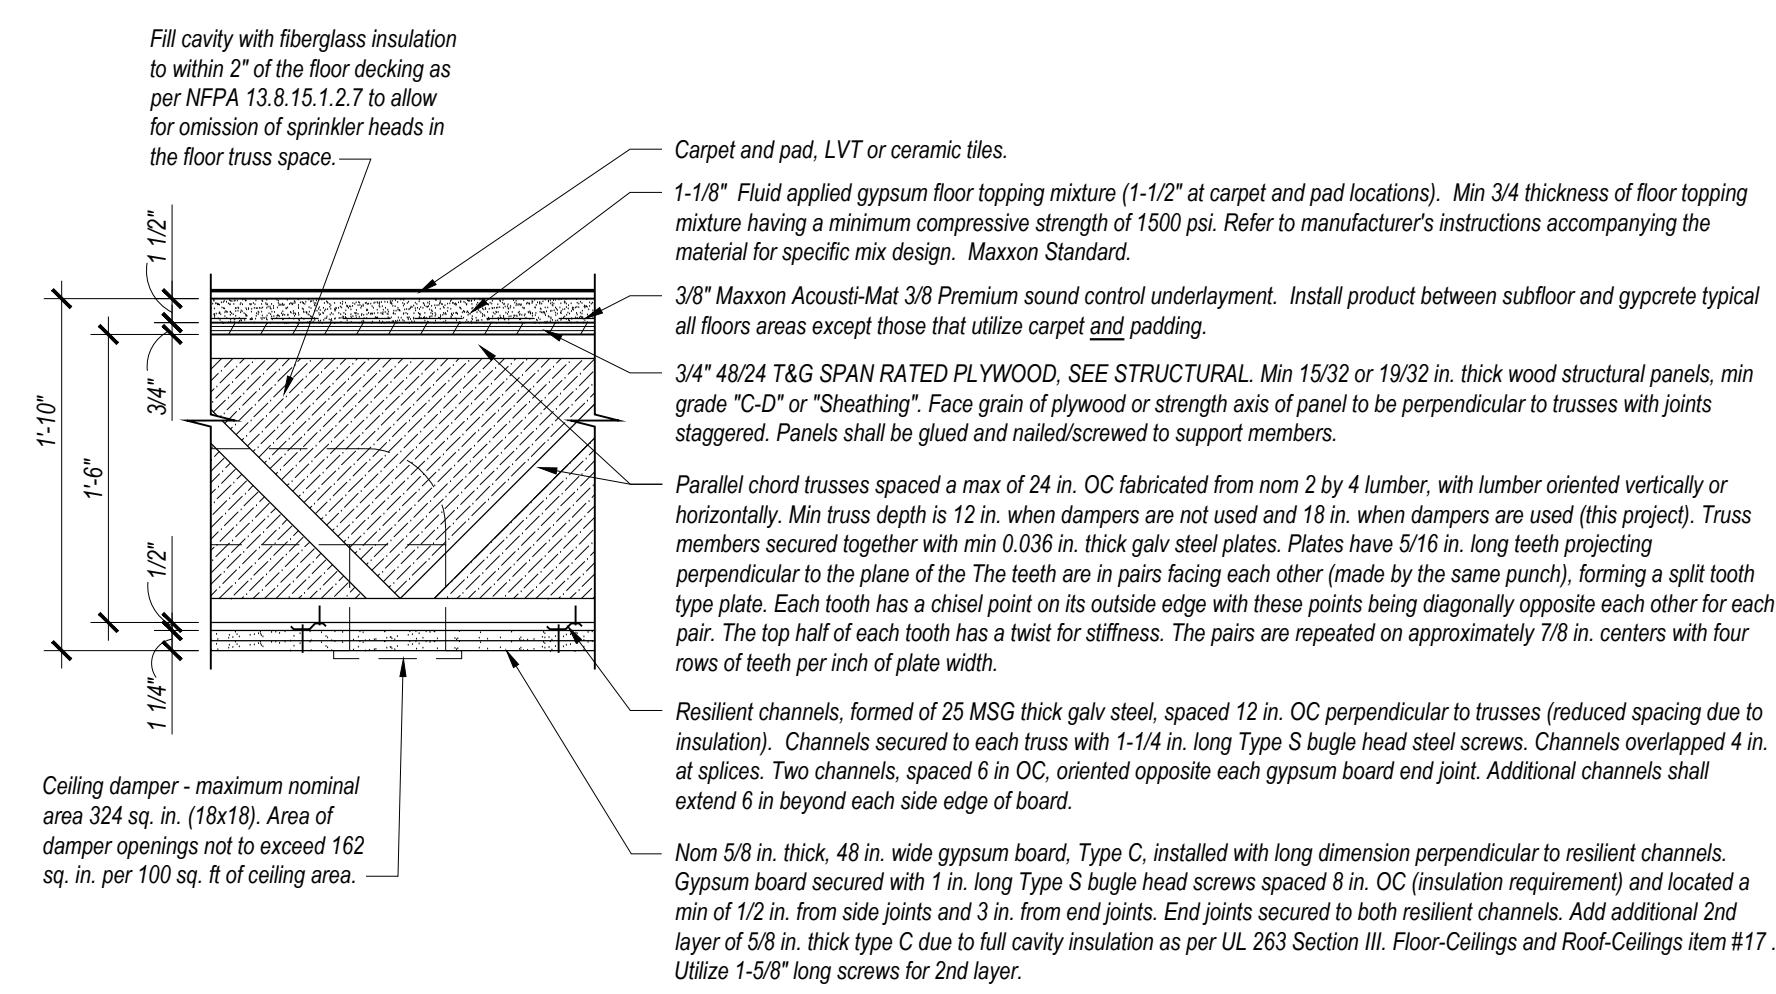 Fill cavity with fiberglass insulation
to within 2" of the floor decking as
per NFPA 13.8.15.1.2.7 to allow
for omission of sprinkler heads in
the floor truss space.
Carpet and pad, LVT or ceramic tiles.
1-1/8" Fluid applied gypsum floor topping mixture (1-1/2" at carpet and pad locations). Min 3/4 thickness of floor topping
mixture having a minimum compressive strength of 1500 psi. Refer to manufacturer's instructions accompanying the
material for specific mix design. Maxxon Standard.
3/8" Maxxon Acousti-Mat 3/8 Premium sound control underlayment. Install product between subfloor and gypcrete typical
all floors areas except those that utilize carpet and padding.
3/4" 48/24 T&G SPAN RATED PLYWOOD, SEE STRUCTURAL. Min 15/32 or 19/32 in. thick wood structural panels, min
grade "C-D" or "Sheathing". Face grain of plywood or strength axis of panel to be perpendicular to trusses with joints
staggered. Panels shall be glued and nailed/screwed to support members.
Parallel chord trusses spaced a max of 24 in. OC fabricated from nom 2 by 4 lumber, with lumber oriented vertically or
horizontally. Min truss depth is 12 in. when dampers are not used and 18 in. when dampers are used (this project). Truss
members secured together with min 0.036 in. thick galv steel plates. Plates have 5/16 in. long teeth projecting
perpendicular to the plane of the The teeth are in pairs facing each other (made by the same punch), forming a split tooth
type plate. Each tooth has a chisel point on its outside edge with these points being diagonally opposite each other for each
pair. The top half of each tooth has a twist for stiffness. The pairs are repeated on approximately 7/8 in. centers with four
rows of teeth per inch of plate width.
Resilient channels, formed of 25 MSG thick galv steel, spaced 12 in. OC perpendicular to trusses (reduced spacing due to
insulation). Channels secured to each truss with 1-1/4 in. long Type S bugle head steel screws. Channels overlapped 4 in.
at splices. Two channels, spaced 6 in OC, oriented opposite each gypsum board end joint. Additional channels shall
extend 6 in beyond each side edge of board.
Nom 5/8 in. thick, 48 in. wide gypsum board, Type C, installed with long dimension perpendicular to resilient channels.
Gypsum board secured with 1 in. long Type S bugle head screws spaced 8 in. OC (insulation requirement) and located a
min of 1/2 in. from side joints and 3 in. from end joints. End joints secured to both resilient channels. Add additional 2nd
layer of 5/8 in. thick type C due to full cavity insulation as per UL 263 Section III. Floor-Ceilings and Roof-Ceilings item #17 .
Utilize 1-5/8" long screws for 2nd layer.
1 1/2"
3/4"
1'-10"
1'-6"
1/2"
1 1/4"
Ceiling damper - maximum nominal
area 324 sq. in. (18x18). Area of
damper openings not to exceed 162
sq. in. per 100 sq. ft of ceiling area.